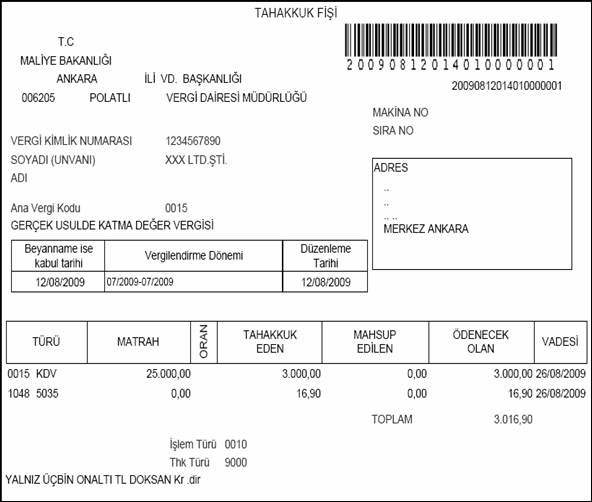 TAHAKKUK FİŞİ
T.C
MALİYE BAKANLIĞI
ANKARA İLİ VD. BAŞKANLIĞI
006205 POLATLI VERGİ DAİRESİ MÜDÜRLÜĞÜ
20090812014010000001
20090812014010000001
MAKİNA NO
SIRA NO
VERGİ KİMLİK NUMARASI 1234567890
SOYADI (UNVANI) XXX LTD.ŞTİ.
ADI
ADRES
..
..
.. ..
MERKEZ ANKARA
Ana Vergi Kodu 0015
GERÇEK USULDE KATMA DEĞER VERGİSİ
Beyanname ise kabul tarihi Vergilendirme Dönemi Düzenleme Tarihi
12/08/2009 07/2009-07/2009 12/08/2009
TÜRÜ MATRAH ORAN TAHAKKUK EDEN MAHSUP EDİLEN ÖDENECEK OLAN VADESİ
0015 KDV 25.000,00 3.000,00 0,00 3.000,00 26/08/2009
1048 5035 0,00 16,90 0,00 16,90 26/08/2009
TOPLAM 3.016,90
İşlem Türü 0010
Thk Türü 9000
YALNIZ ÜÇBİN ONALTI TL DOKSAN Kr .dir